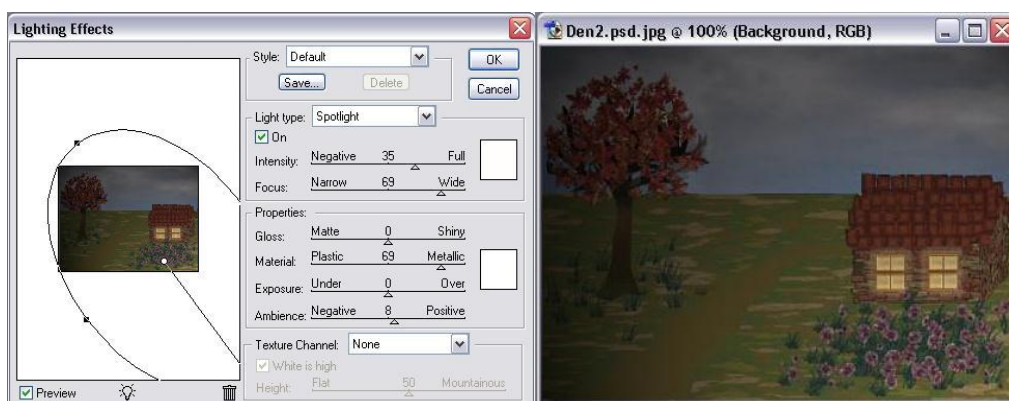 Lighting Effects
Style: Default
OK
Save...
Delete
Cancel
Light type: Spotlight
On
Intensity: Negative 35 Full
Focus: Narrow 69 Wide
Properties:
Gloss: Matte 0 Shiny
Material: Plastic 69 Metallic
Exposure: Under 0 Over
Ambience: Negative 8 Positive
Texture Channel: None
White is high
Height: Flat 50 Mountainous
Preview
Den2.psd.jpg @ 100% (Background, RGB)